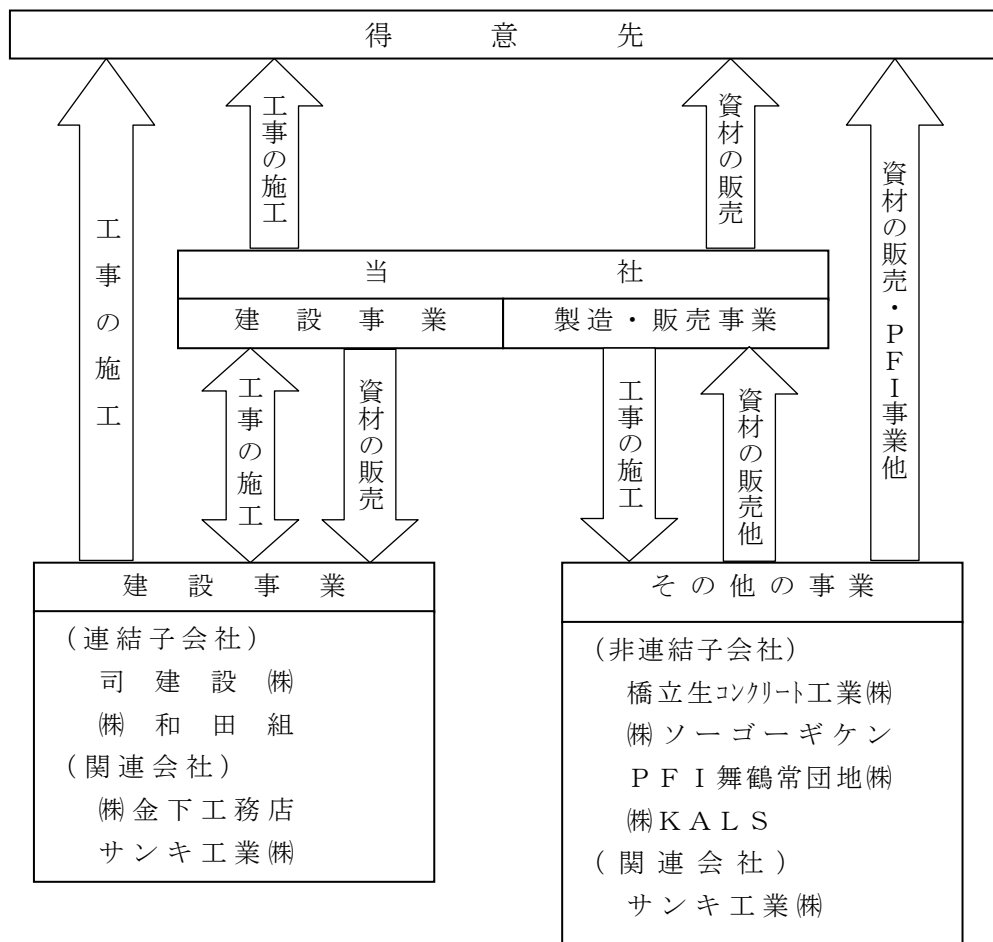 得意先
工事の施工
工事の施工
資材の販売
資材の販売・ＰＦＩ事業他
当社
建設事業
製造・販売事業
工事の施工
資材の販売
工事の施工
資材の販売他
建設事業
（連結子会社）
司建設㈱
㈱和田組
（関連会社）
㈱金下工務店
サンキ工業㈱
その他の事業
（非連結子会社）
橋立生ｺﾝｸﾘｰﾄ工業㈱
㈱ソーゴーギケン
ＰＦＩ舞鶴常団地㈱
㈱ＫＡＬＳ
（関連会社）
サンキ工業㈱